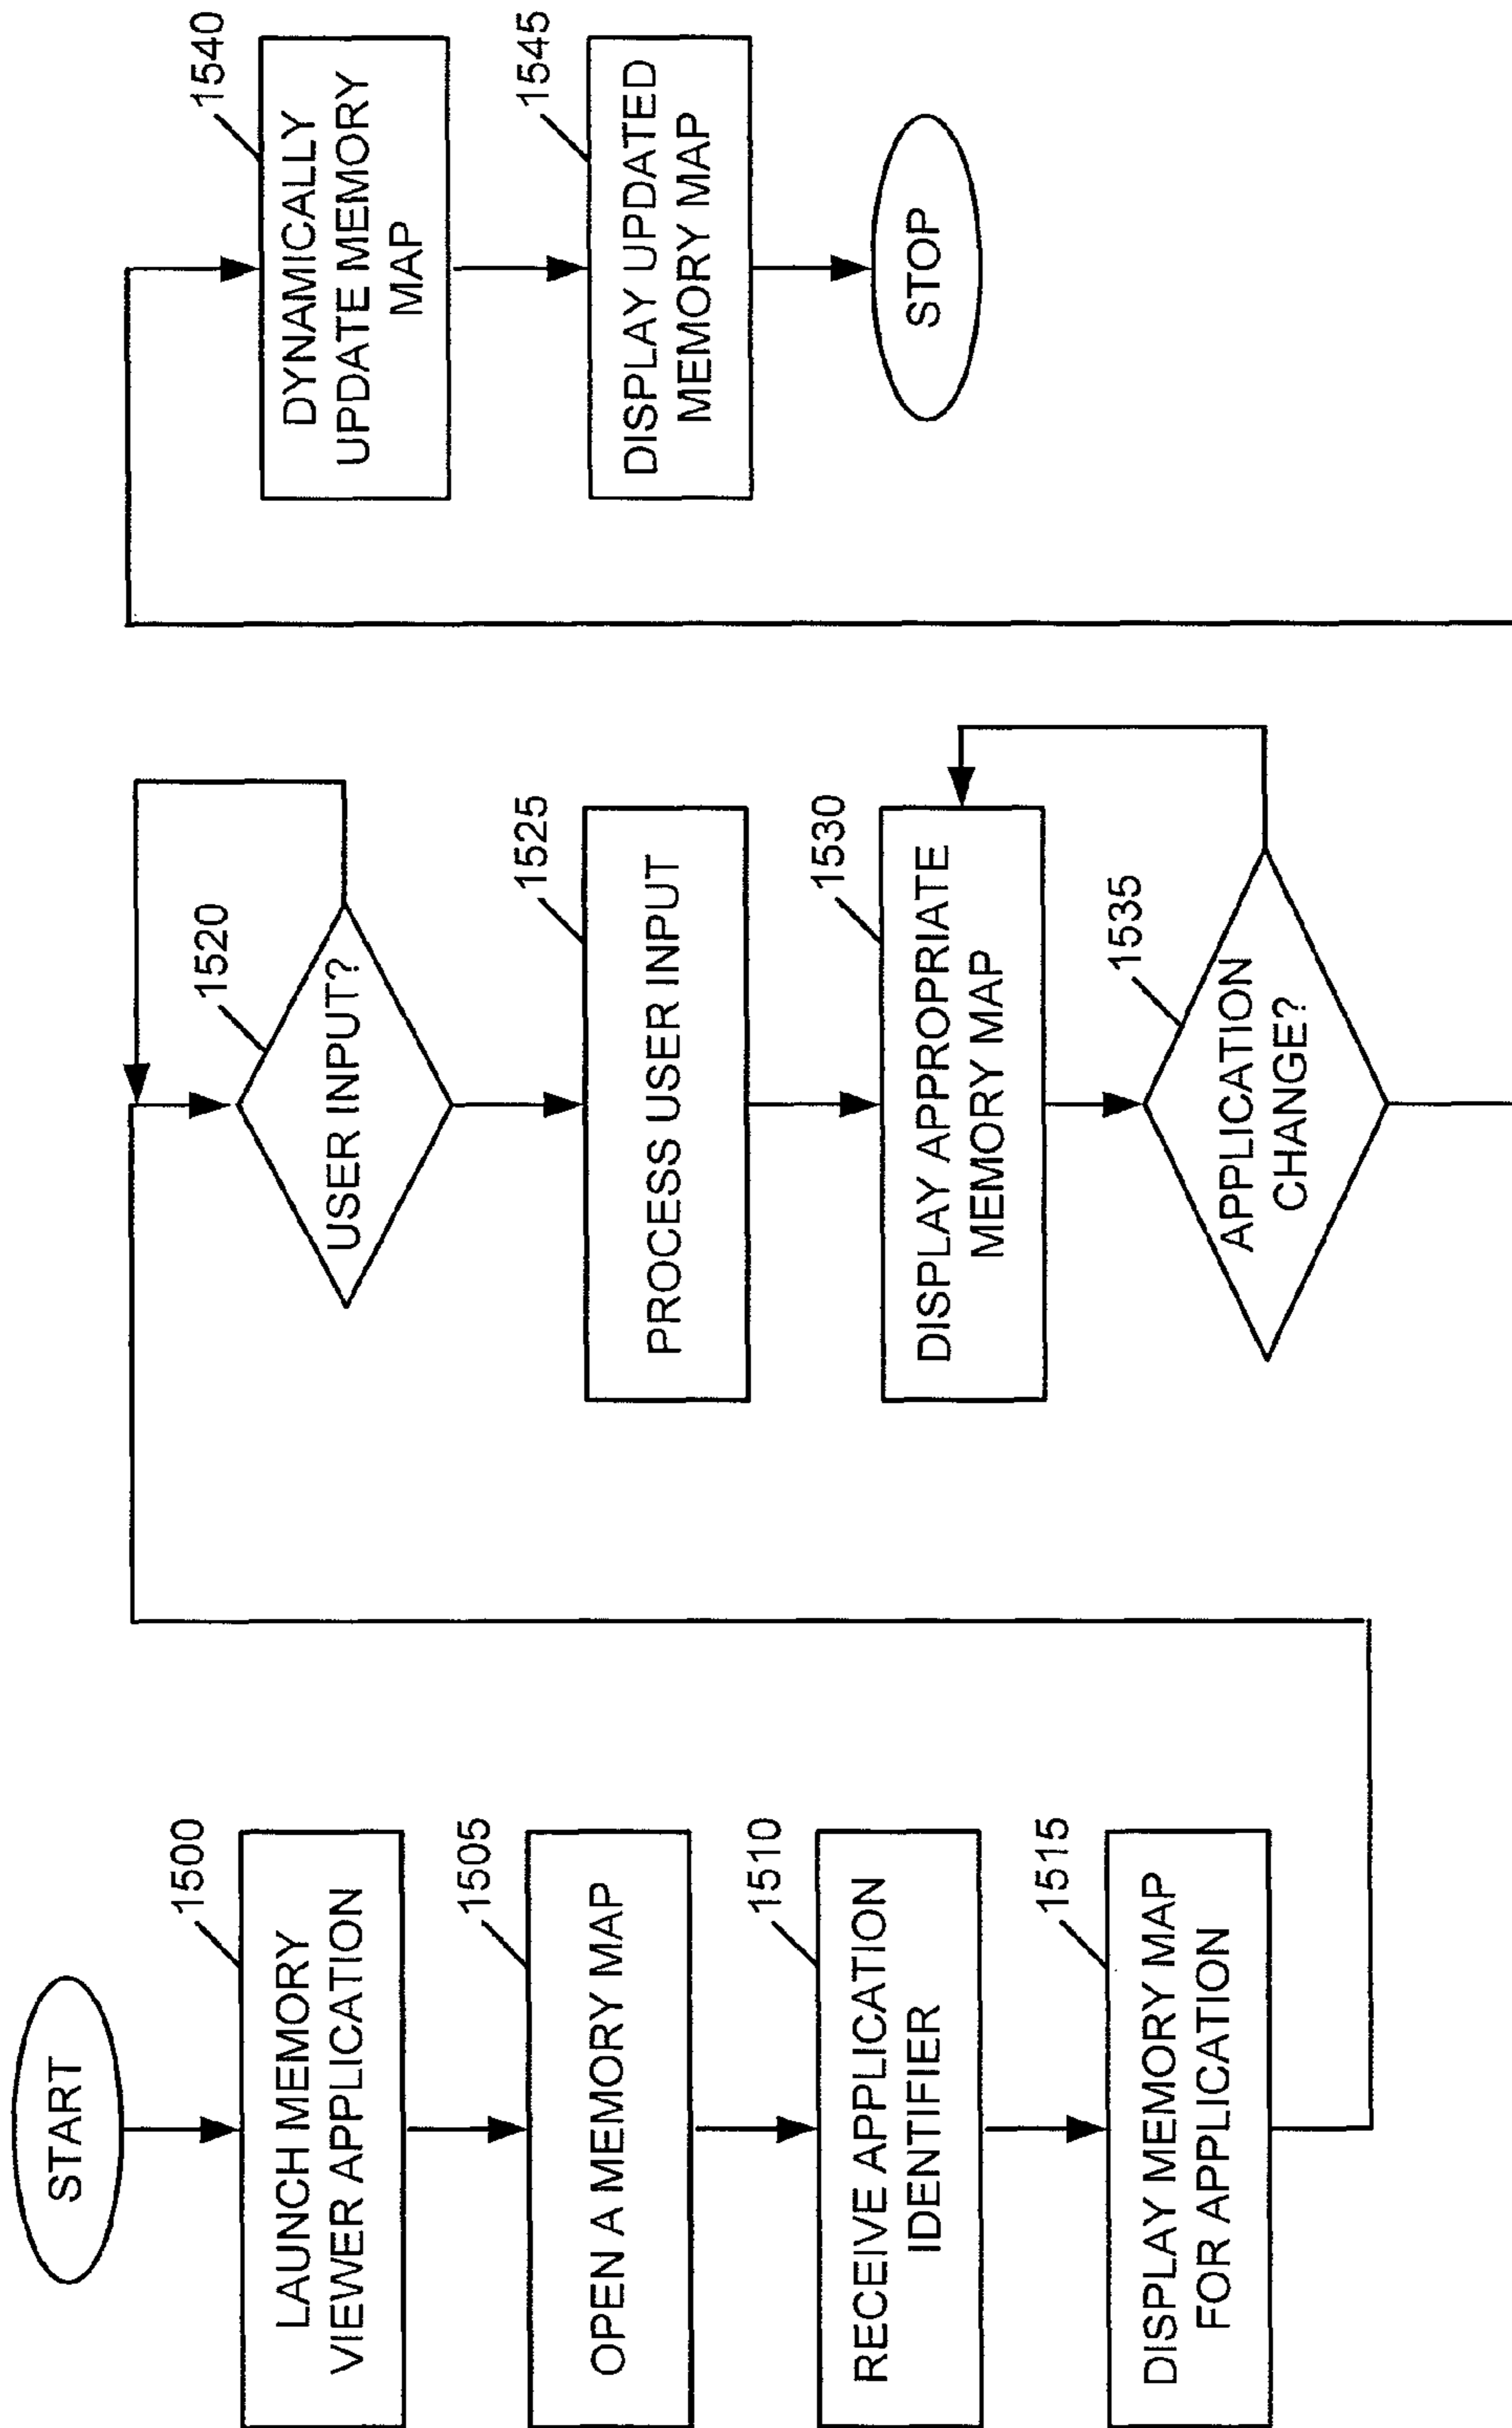 START
1500
LAUNCH MEMORY
VIEWER APPLICATION
1505
OPEN A MEMORY MAP
1510
RECEIVE APPLICATION
IDENTIFIER
1515
DISPLAY MEMORY MAP
FOR APPLICATION
1520
USER INPUT?
1525
PROCESS USER INPUT
1530
DISPLAY APPROPRIATE
MEMORY MAP
1535
APPLICATION
CHANGE?
1540
DYNAMICALLY
UPDATE MEMORY
MAP
1545
DISPLAY UPDATED
MEMORY MAP
STOP